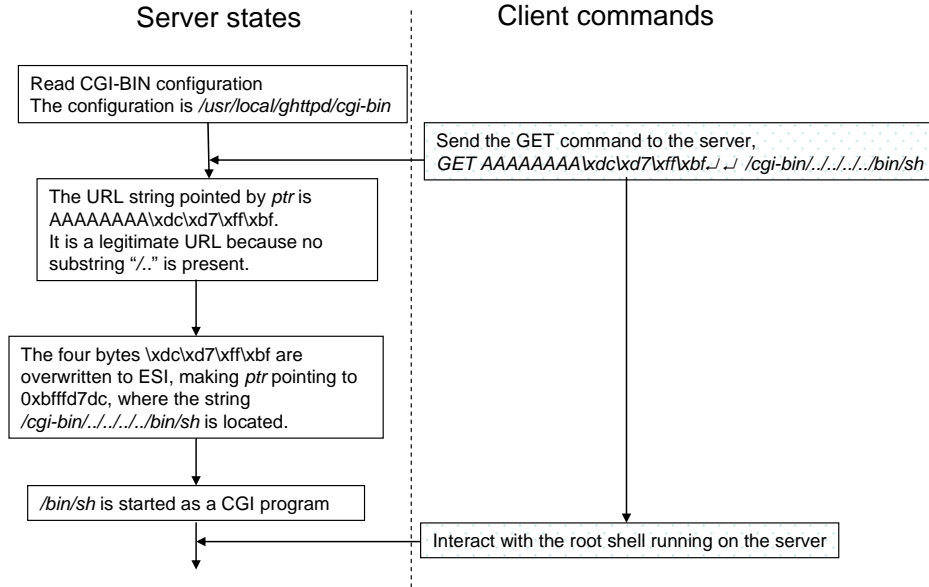 Server states
Client commands
Read CGI-BIN configuration
The configuration is /usr/local/ghttpd/cgi-bin
Send the GET command to the server,
GET AAAAAAAA\xdc\xd7\xff\xbf↵↵ /cgi-bin/../../../../bin/sh
The URL string pointed by ptr is
AAAAAAAA\xdc\xd7\xff\xbf.
It is a legitimate URL because no
substring “/..” is present.
The four bytes \xdc\xd7\xff\xbf are
overwritten to ESI, making ptr pointing to
0xbfffd7dc, where the string
/cgi-bin/../../../../bin/sh is located.
/bin/sh is started as a CGI program
Interact with the root shell running on the server